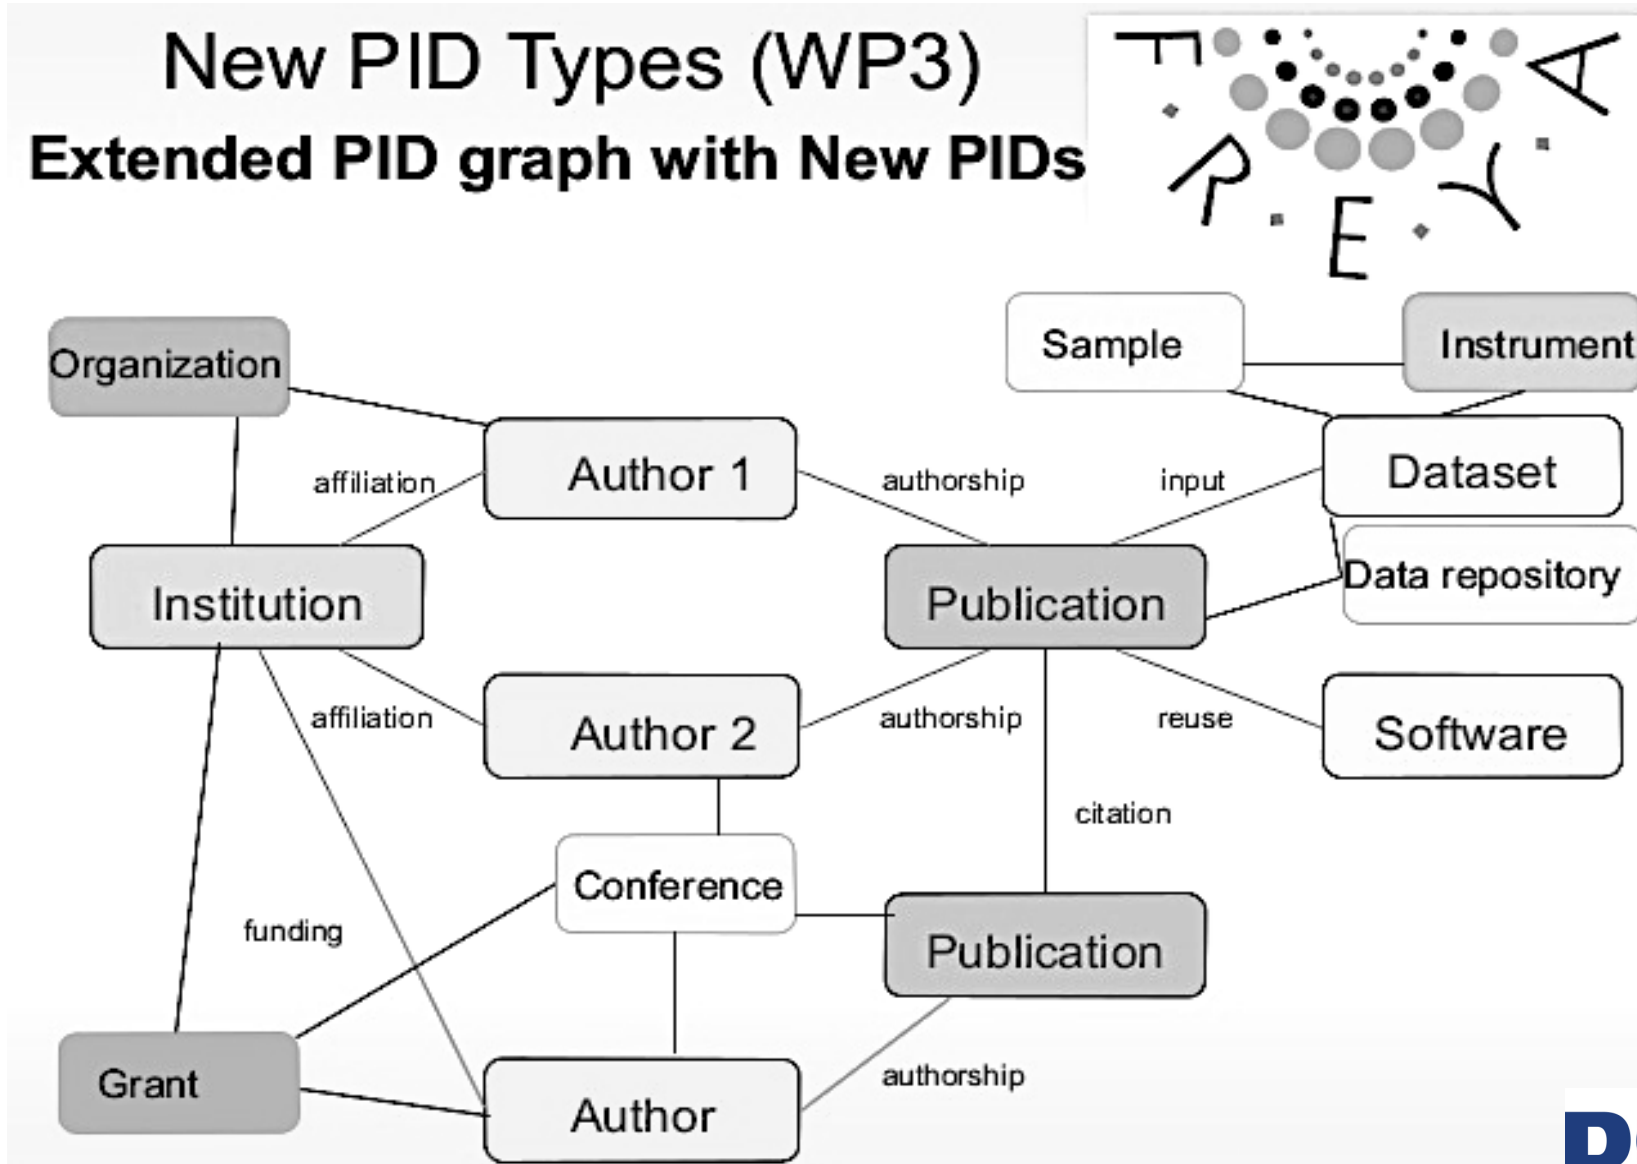 New PID Types (WP3)
Extended PID graph with New PIDs
FREYA
Sample
Instrument
Organization
Author 1
affiliation
authorship
input
Dataset
Institution
Publication
Data repository
affiliation
Author 2
authorship
reuse
Software
citation
Conference
funding
Publication
Grant
Author
authorship